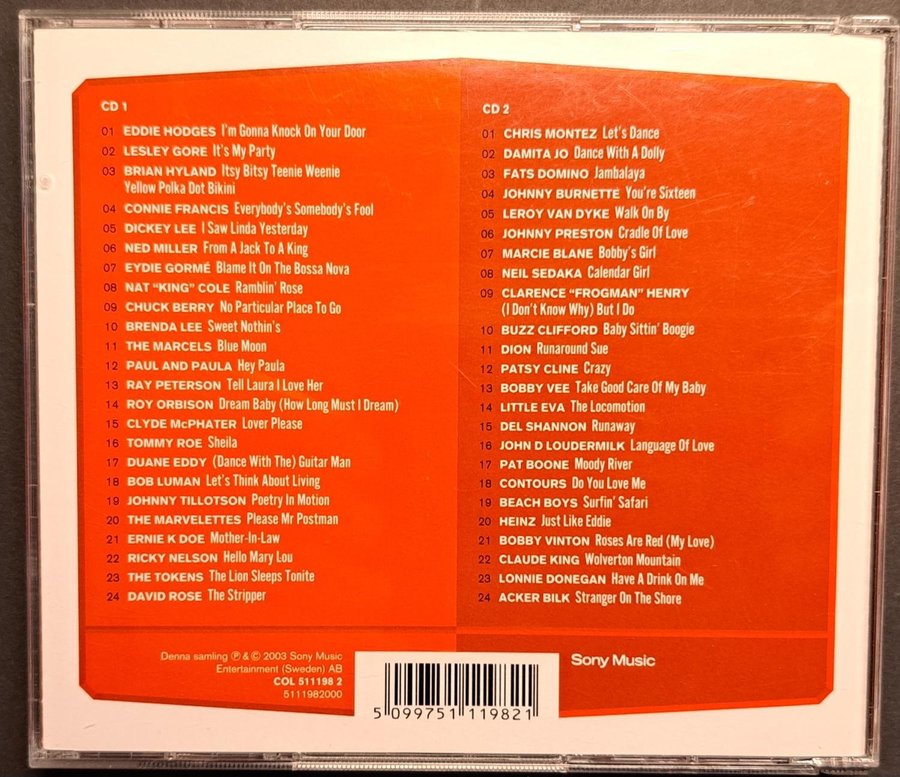 CD 1
01 EDDIE HODGES I'm Gonna Knock On Your Door
02 LESLEY GORE It's My Party
03 BRIAN HYLAND Itsy Bitsy Teenie Weenie
Yellow Polka Dot Bikini
04 CONNIE FRANCIS Everybody's Somebody's Fool
05 DICKEY LEE I Saw Linda Yesterday
06 NED MILLER From A Jack To A King
07 EYDIE GORMÉ Blame It On The Bossa Nova
08 NAT "KING" COLE Ramblin' Rose
09 CHUCK BERRY No Particular Place To Go
10 BRENDA LEE Sweet Nothin's
11 THE MARCELS Blue Moon
12 PAUL AND PAULA Hey Paula
13 RAY PETERSON Tell Laura I Love Her
14 ROY ORBISON Dream Baby (How Long Must I Dream)
15 CLYDE McPHATER Lover Please
16 TOMMY ROE Sheila
17 DUANE EDDY (Dance With The) Guitar Man
18 BOB LUMAN Let's Think About Living
19 JOHNNY TILLOTSON Poetry In Motion
20 THE MARVELETTES Please Mr Postman
21 ERNIE K DOE Mother-In-Law
22 RICKY NELSON Hello Mary Lou
23 THE TOKENS The Lion Sleeps Tonite
24 DAVID ROSE The Stripper
CD 2
01 CHRIS MONTEZ Let's Dance
02 DAMITA JO Dance With A Dolly
03 FATS DOMINO Jambalaya
04 JOHNNY BURNETTE You're Sixteen
05 LEROY VAN DYKE Walk On By
06 JOHNNY PRESTON Cradle Of Love
07 MARCIE BLANE Bobby's Girl
08 NEIL SEDAKA Calendar Girl
09 CLARENCE "FROGMAN" HENRY
(I Don't Know Why) But I Do
10 BUZZ CLIFFORD Baby Sittin' Boogie
11 DION Runaround Sue
12 PATSY CLINE Crazy
13 BOBBY VEE Take Good Care Of My Baby
14 LITTLE EVA The Locomotion
15 DEL SHANNON Runaway
16 JOHN D LOUDERMILK Language Of Love
17 PAT BOONE Moody River
18 CONTOURS Do You Love Me
19 BEACH BOYS Surfin' Safari
20 HEINZ Just Like Eddie
21 BOBBY VINTON Roses Are Red (My Love)
22 CLAUDE KING Wolverton Mountain
23 LONNIE DONEGAN Have A Drink On Me
24 ACKER BILK Stranger On The Shore
Denna samling ℗ & © 2003 Sony Music
Entertainment (Sweden) AB
COL 511198 2
5111982000
5 099751 119821
Sony Music